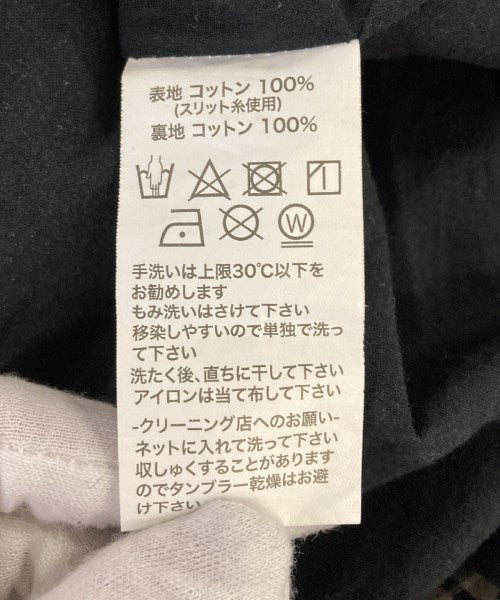 表地 コットン 100%
(スリット糸使用)
裏地 コットン 100%
W
手洗いは上限30℃以下を
お勧めします
もみ洗いはさけて下さい
移染しやすいので単独で洗っ
て下さい
洗たく後、直ちに干して下さい
アイロンは当て布して下さい
-クリーニング店へのお願い-
ネットに入れて洗って下さい
収しゅくすることがあります
のでタンブラー乾燥はお避
け下さい